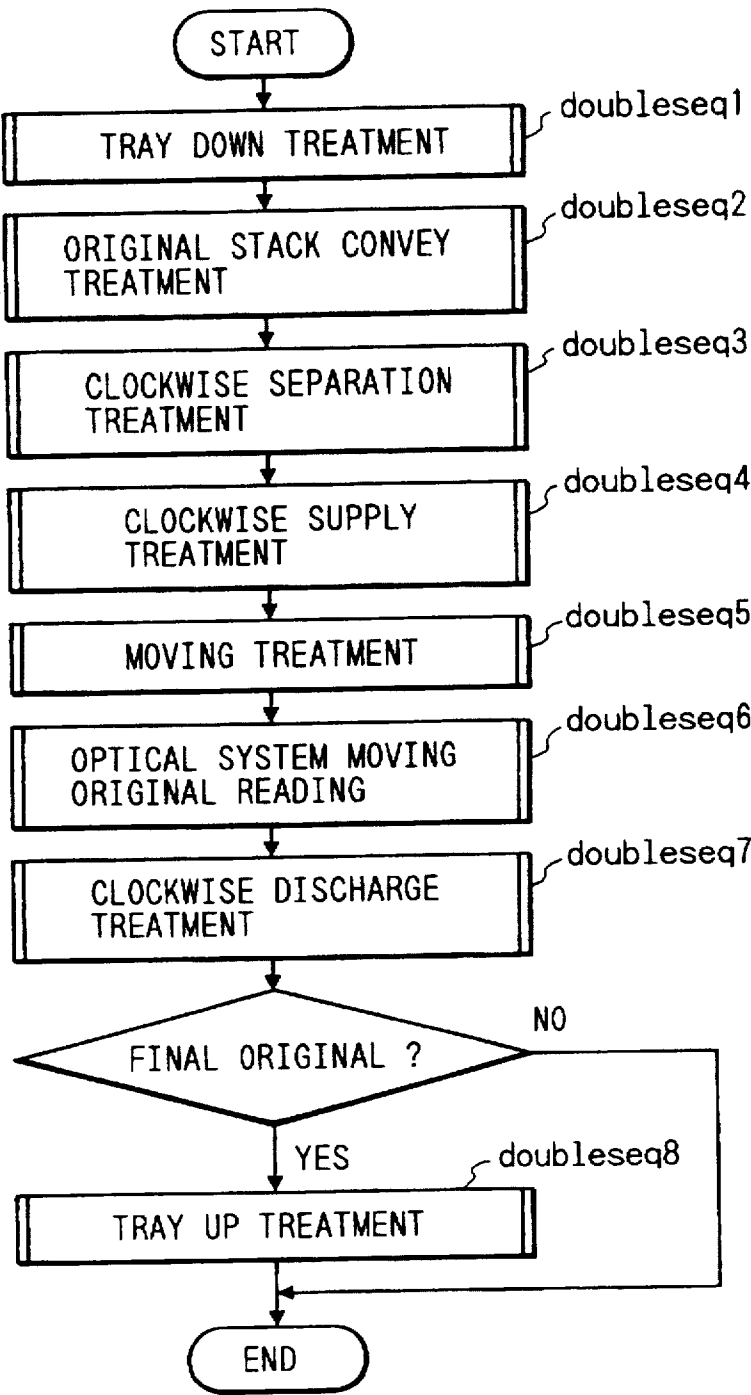 START
doubleseq1
TRAY DOWN TREATMENT
doubleseq2
ORIGINAL STACK CONVEY
TREATMENT
doubleseq3
CLOCKWISE SEPARATION
TREATMENT
doubleseq4
CLOCKWISE SUPPLY
TREATMENT
doubleseq5
MOVING TREATMENT
doubleseq6
OPTICAL SYSTEM MOVING
ORIGINAL READING
doubleseq7
CLOCKWISE DISCHARGE
TREATMENT
NO
FINAL ORIGINAL ?
YES
doubleseq8
TRAY UP TREATMENT
END